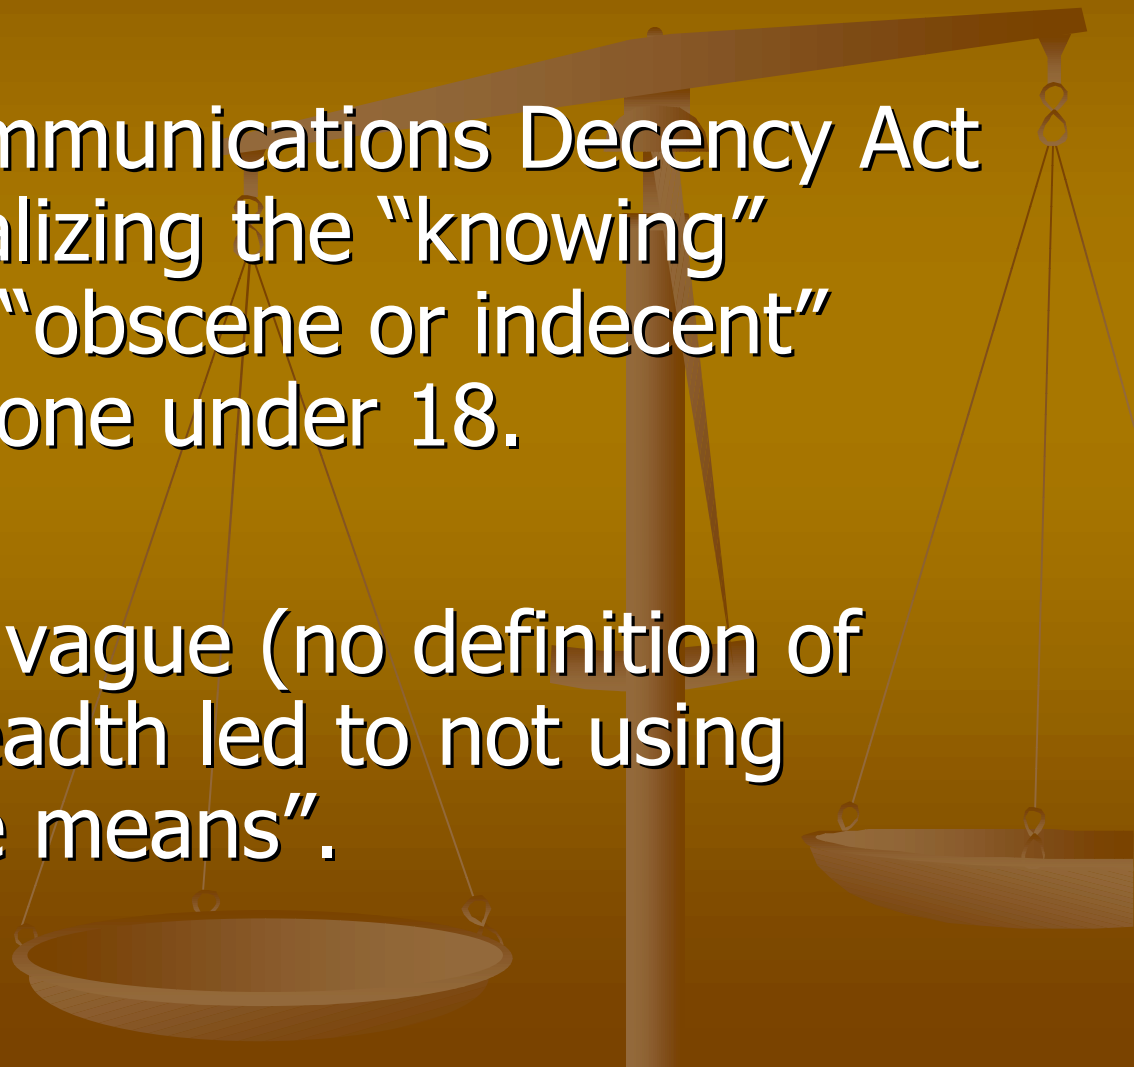 mmunications Decency Act
alizing the “knowing”
“obscene or indecent”
one under 18.
vague (no definition of
eadth led to not using
e means”.